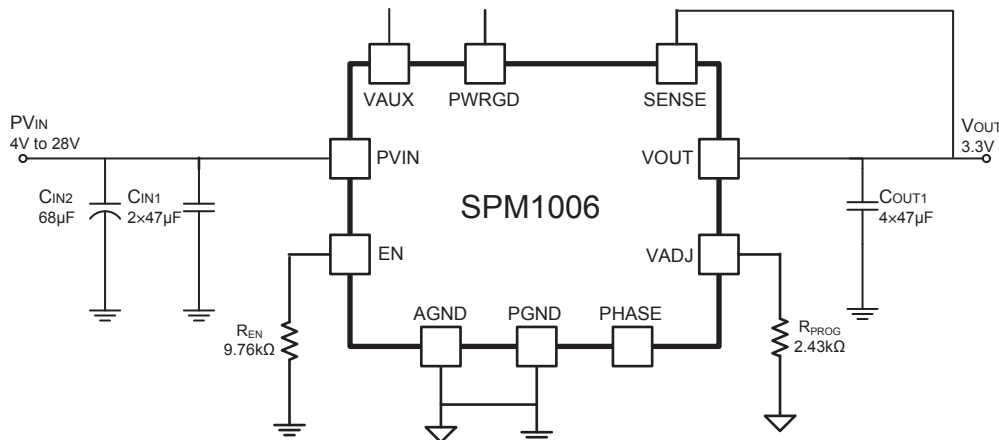 VAUX
PWRGD
SENSE
PVIN
4V to 28V
PVIN
VOUT
VOUT
3.3V
CIN2
68µF
CIN1
2×47µF
SPM1006
COUT1
4×47µF
EN
VADJ
REN
9.76kΩ
AGND
PGND
PHASE
RPROG
2.43kΩ